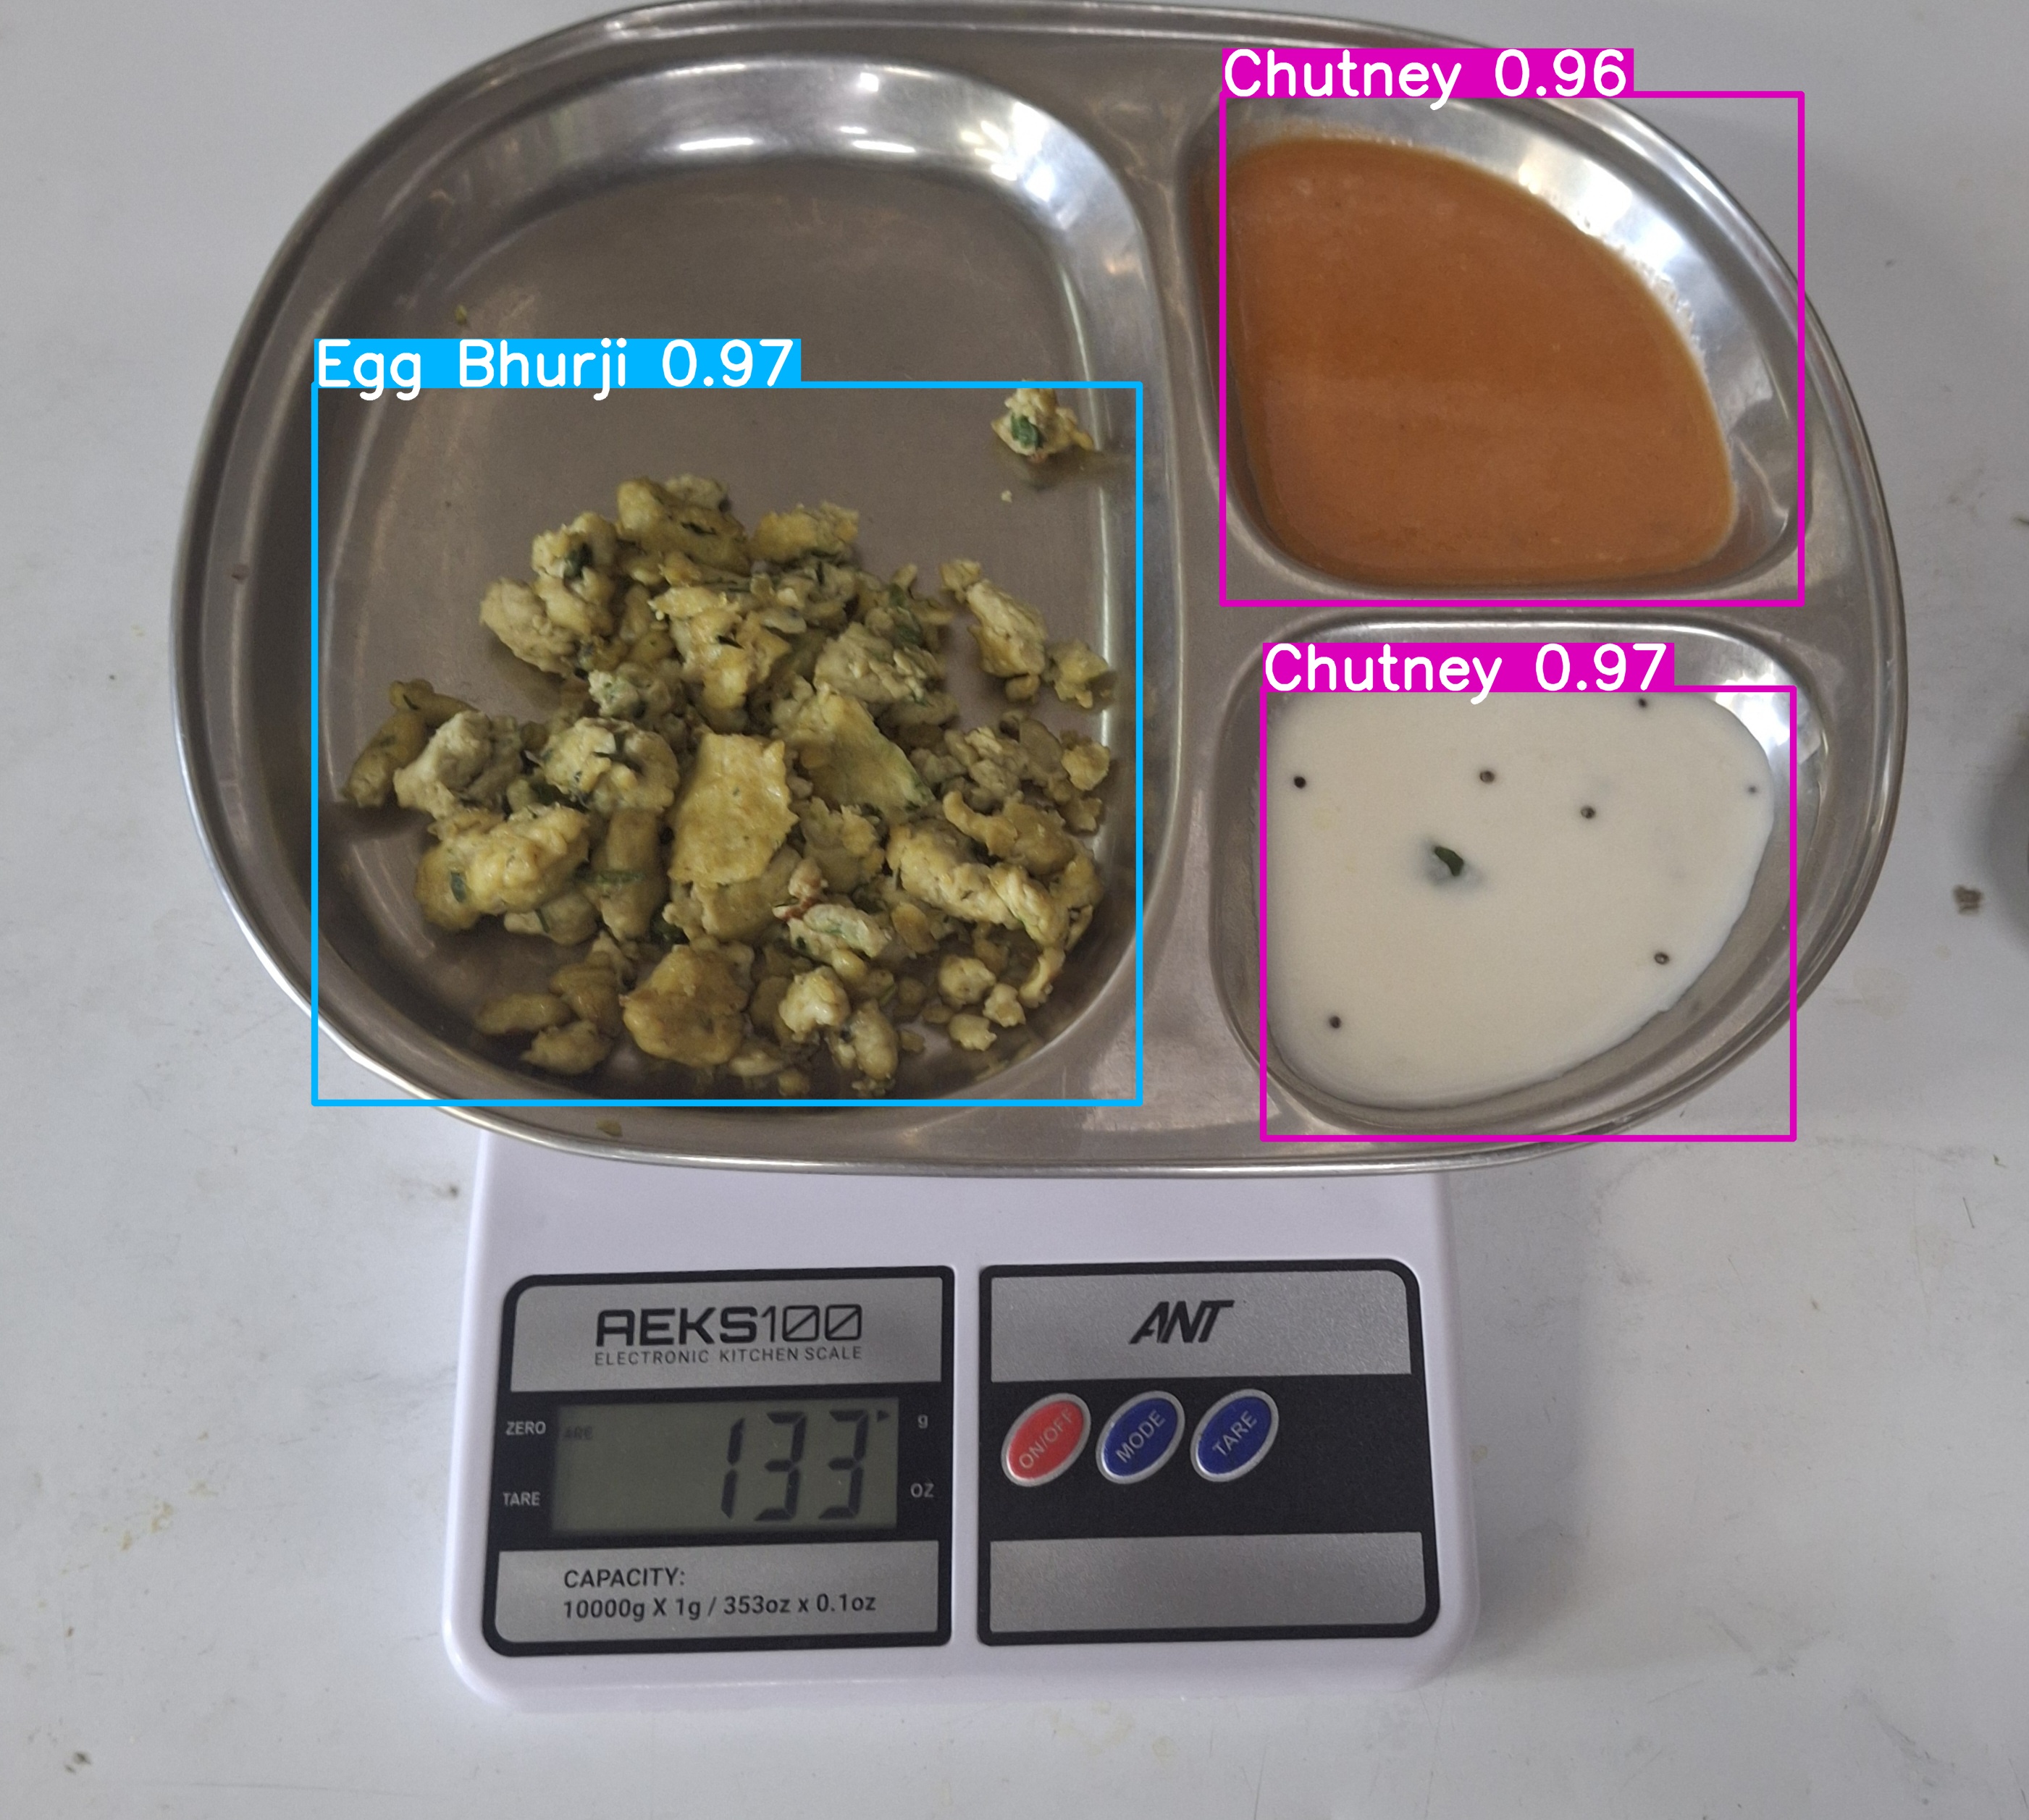 Chutney 0.96
Egg Bhurji 0.97
Chutney 0.97
AEKS100
ELECTRONIC KITCHEN SCALE
ANT
ZERO
TARE
133
g
OZ
ON/OFF
MODE
TARE
CAPACITY:
10000g X 1g / 353oz x 0.1oz